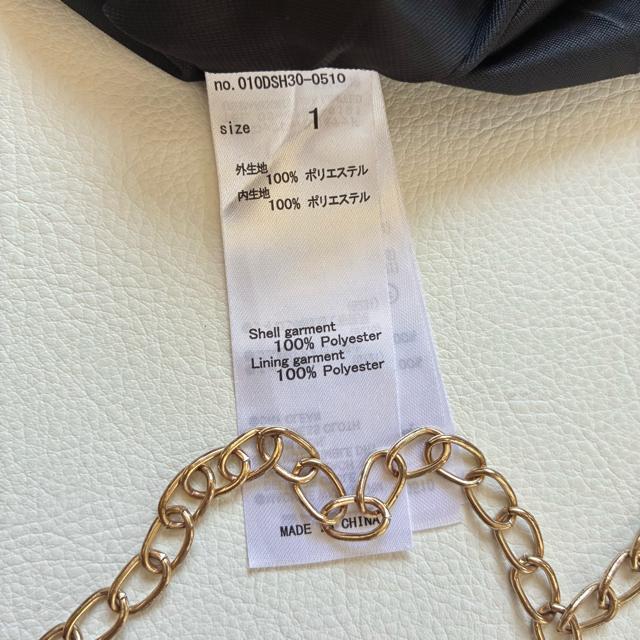 no.010DSH30-0510
size 1
外生地
100% ポリエステル
内生地
100% ポリエステル
Shell garment
100% Polyester
Lining garment
100% Polyester
MADE CHINA